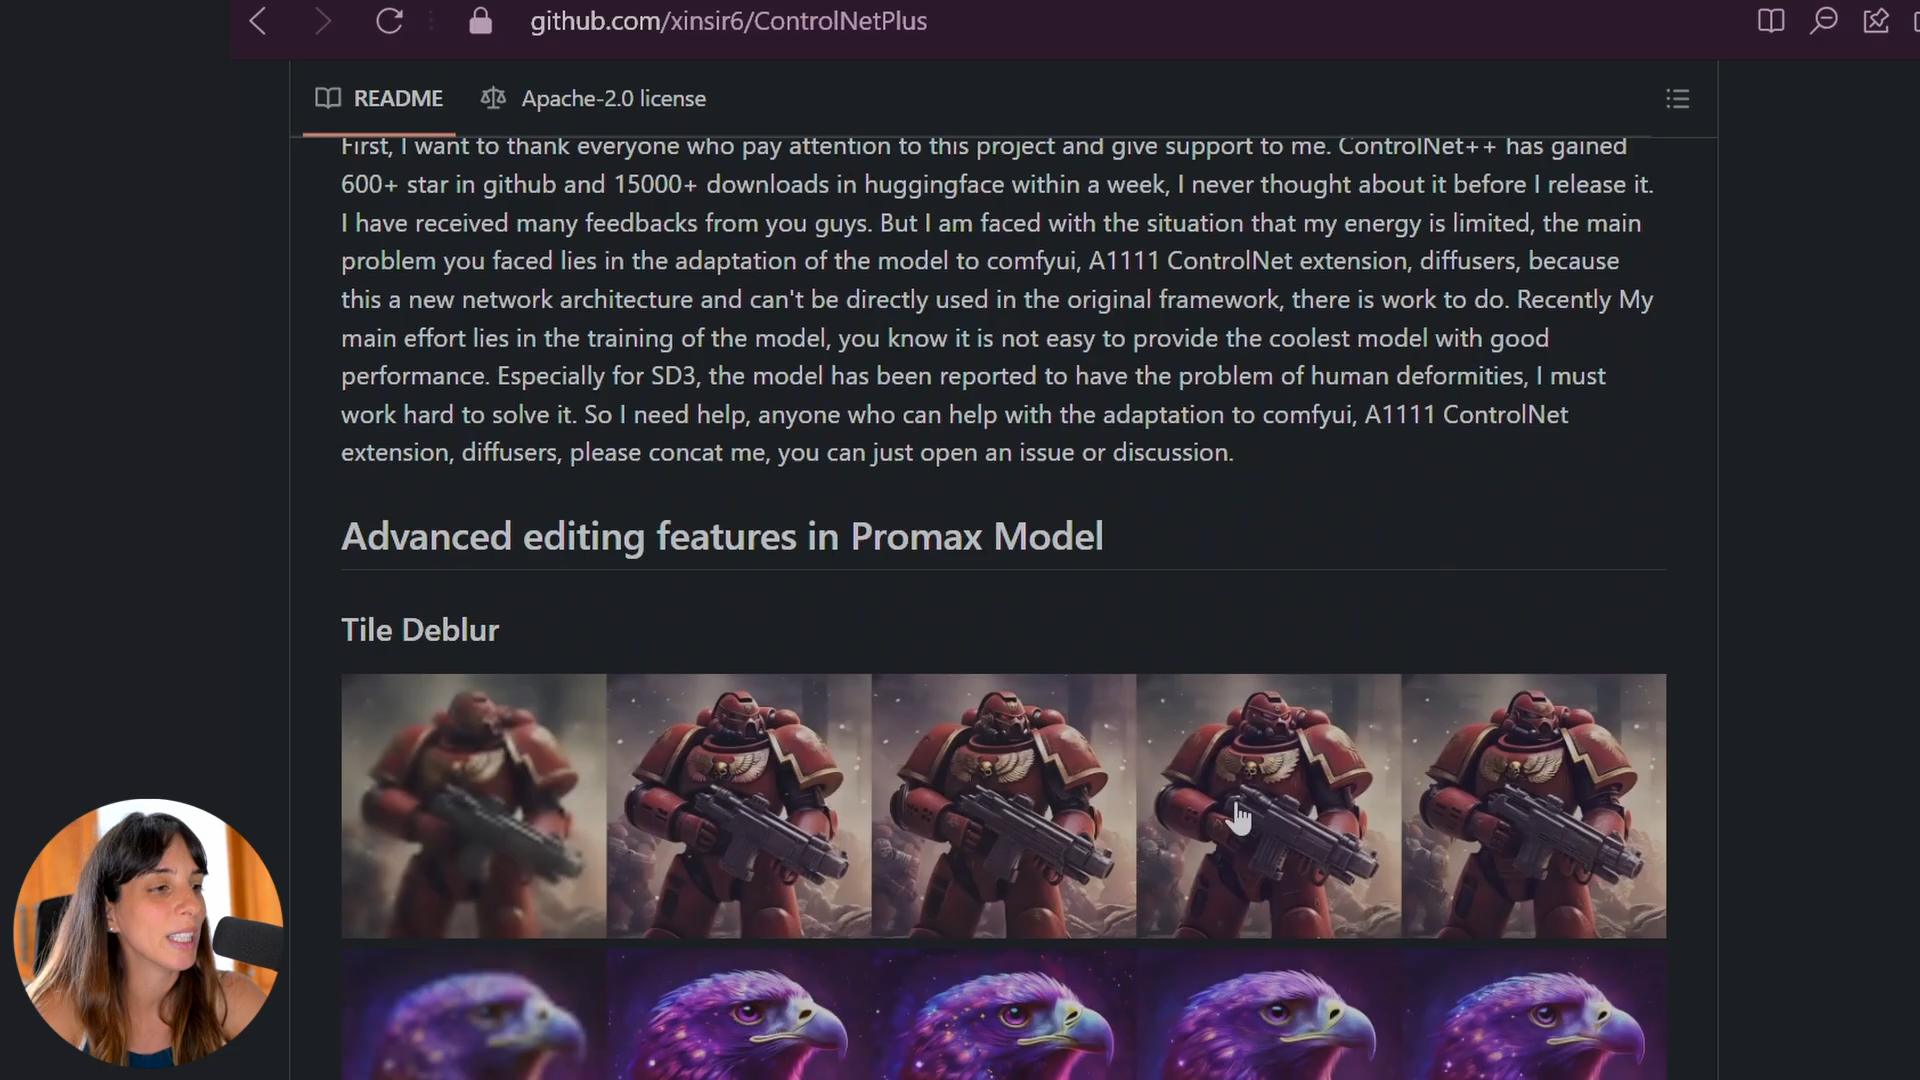 github.com/xinsir6/ControlNetPlus
README
Apache-2.0 license
First, I want to thank everyone who pay attention to this project and give support to me. ControlNet++ has gained
600+ star in github and 15000+ downloads in huggingface within a week, I never thought about it before I release it.
I have received many feedbacks from you guys. But I am faced with the situation that my energy is limited, the main
problem you faced lies in the adaptation of the model to comfyui, A1111 ControlNet extension, diffusers, because
this a new network architecture and can't be directly used in the original framework, there is work to do. Recently My
main effort lies in the training of the model, you know it is not easy to provide the coolest model with good
performance. Especially for SD3, the model has been reported to have the problem of human deformities, I must
work hard to solve it. So I need help, anyone who can help with the adaptation to comfyui, A1111 ControlNet
extension, diffusers, please concat me, you can just open an issue or discussion.
Advanced editing features in Promax Model
Tile Deblur